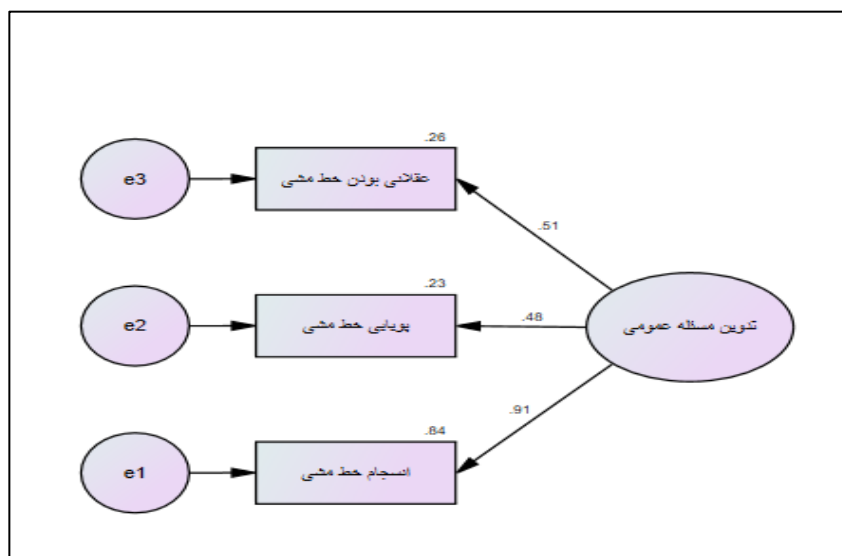 .26
e3
عقلانی بودن خط مشی
.51
.23
e2
پویایی خط مشی
.48
تدوین مسئله عمومی
.91
.84
e1
انسجام خط مشی